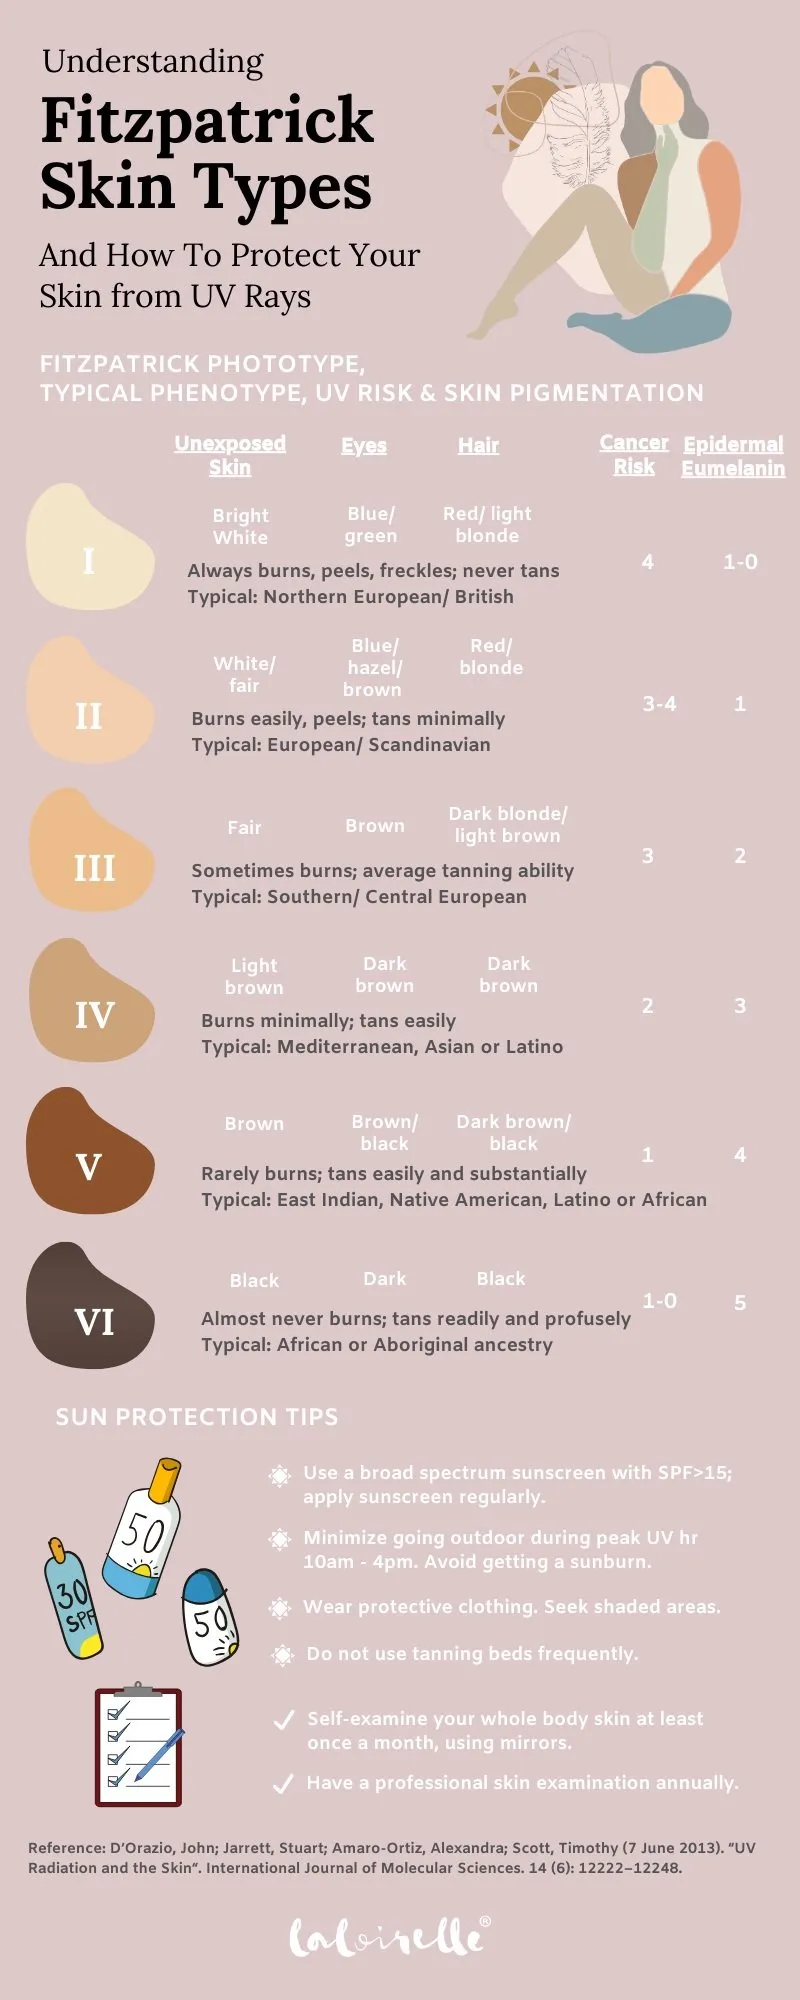 Understanding
Fitzpatrick
Skin Types
And How To Protect Your
Skin from UV Rays
FITZPATRICK PHOTOTYPE,
TYPICAL PHENOTYPE, UV RISK & SKIN PIGMENTATION
Unexposed Skin Eyes Hair Cancer Risk Epidermal Eumelanin
I
Bright White
Blue/ green
Red/ light blonde
Always burns, peels, freckles; never tans
Typical: Northern European/ British
4 1-0
II
White/ fair
Blue/ hazel/ brown
Red/ blonde
Burns easily, peels; tans minimally
Typical: European/ Scandinavian
3-4 1
III
Fair
Brown
Dark blonde/ light brown
Sometimes burns; average tanning ability
Typical: Southern/ Central European
3 2
IV
Light brown
Dark brown
Dark brown
Burns minimally; tans easily
Typical: Mediterranean, Asian or Latino
2 3
V
Brown
Brown/ black
Dark brown/ black
Rarely burns; tans easily and substantially
Typical: East Indian, Native American, Latino or African
1 4
VI
Black
Dark
Black
Almost never burns; tans readily and profusely
Typical: African or Aboriginal ancestry
1-0 5
SUN PROTECTION TIPS
50
30
SPF
50
Use a broad spectrum sunscreen with SPF>15;
apply sunscreen regularly.
Minimize going outdoor during peak UV hr
10am - 4pm. Avoid getting a sunburn.
Wear protective clothing. Seek shaded areas.
Do not use tanning beds frequently.
Self-examine your whole body skin at least
once a month, using mirrors.
Have a professional skin examination annually.
Reference: D'Orazio, John; Jarrett, Stuart; Amaro-Ortiz, Alexandra; Scott, Timothy (7 June 2013). "UV
Radiation and the Skin". International Journal of Molecular Sciences. 14 (6): 12222–12248.
laloirelle®